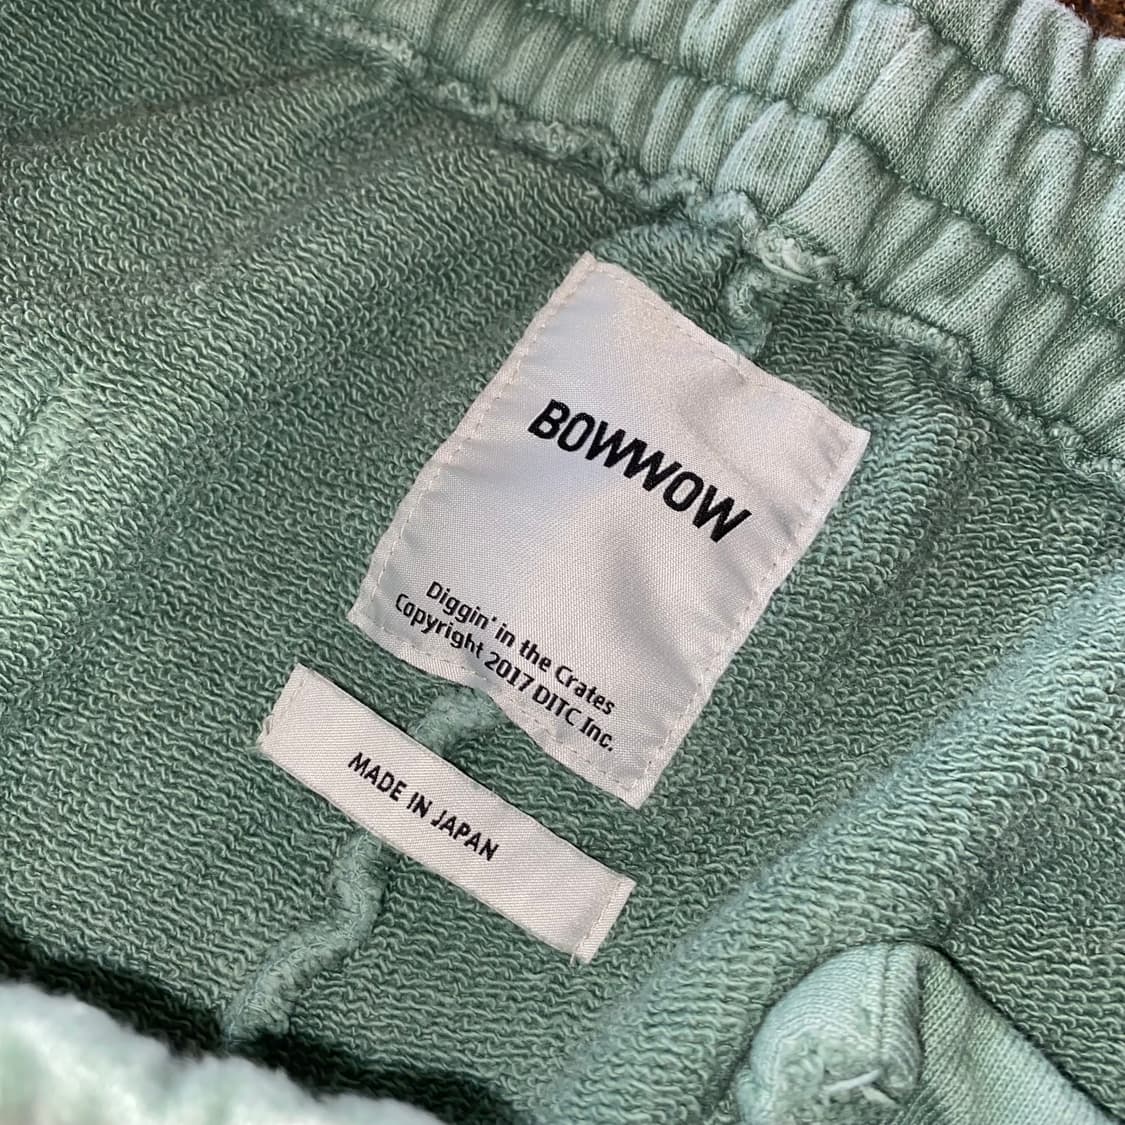 BOWWOW
Diggin' in the Crates
Copyright 2017 DITC Inc.
MADE IN JAPAN